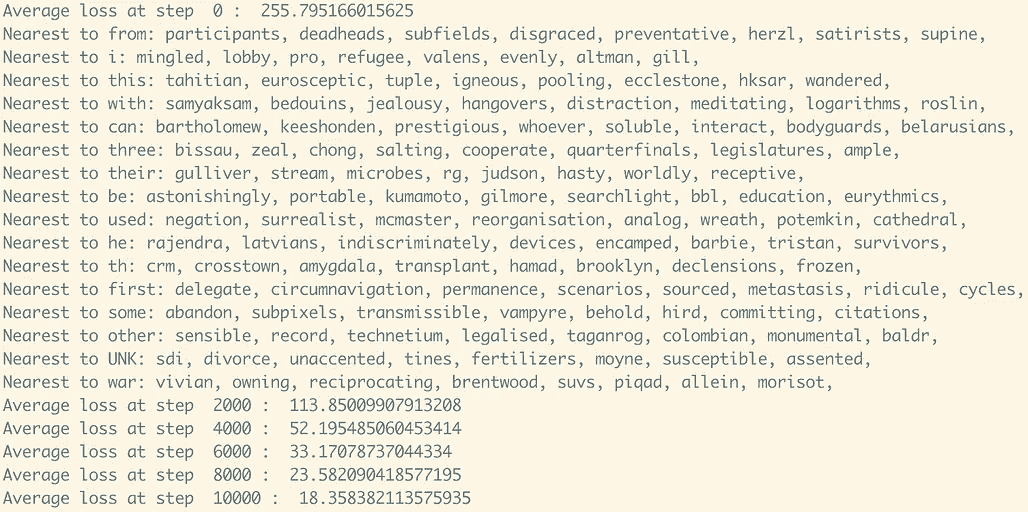 Average loss at step  0 :  255.795166015625
Nearest to from: participants, deadheads, subfields, disgraced, preventative, herzl, satirists, supine,
Nearest to i: mingled, lobby, pro, refugee, valens, evenly, altman, gill,
Nearest to this: tahitian, eurosceptic, tuple, igneous, pooling, ecclestone, hksar, wandered,
Nearest to with: samyaksam, bedouins, jealousy, hangovers, distraction, meditating, logarithms, roslin,
Nearest to can: bartholomew, keeshonden, prestigious, whoever, soluble, interact, bodyguards, belarusians,
Nearest to three: bissau, zeal, chong, salting, cooperate, quarterfinals, legislatures, ample,
Nearest to their: gulliver, stream, microbes, rg, judson, hasty, worldly, receptive,
Nearest to be: astonishingly, portable, kumamoto, gilmore, searchlight, bbl, education, eurythmics,
Nearest to used: negation, surrealist, mcmaster, reorganisation, analog, wreath, potemkin, cathedral,
Nearest to he: rajendra, latvians, indiscriminately, devices, encamped, barbie, tristan, survivors,
Nearest to th: crm, crosstown, amygdala, transplant, hamad, brooklyn, declensions, frozen,
Nearest to first: delegate, circumnavigation, permanence, scenarios, sourced, metastasis, ridicule, cycles,
Nearest to some: abandon, subpixels, transmissible, vampyre, behold, hird, committing, citations,
Nearest to other: sensible, record, technetium, legalised, taganrog, colombian, monumental, baldr,
Nearest to UNK: sdi, divorce, unaccented, tines, fertilizers, moyne, susceptible, assented,
Nearest to war: vivian, owning, reciprocating, brentwood, suvs, piqad, allein, morisot,
Average loss at step  2000 :  113.85009907913208
Average loss at step  4000 :  52.195485060453414
Average loss at step  6000 :  33.17078737044334
Average loss at step  8000 :  23.582090418577195
Average loss at step  10000 :  18.358382113575935